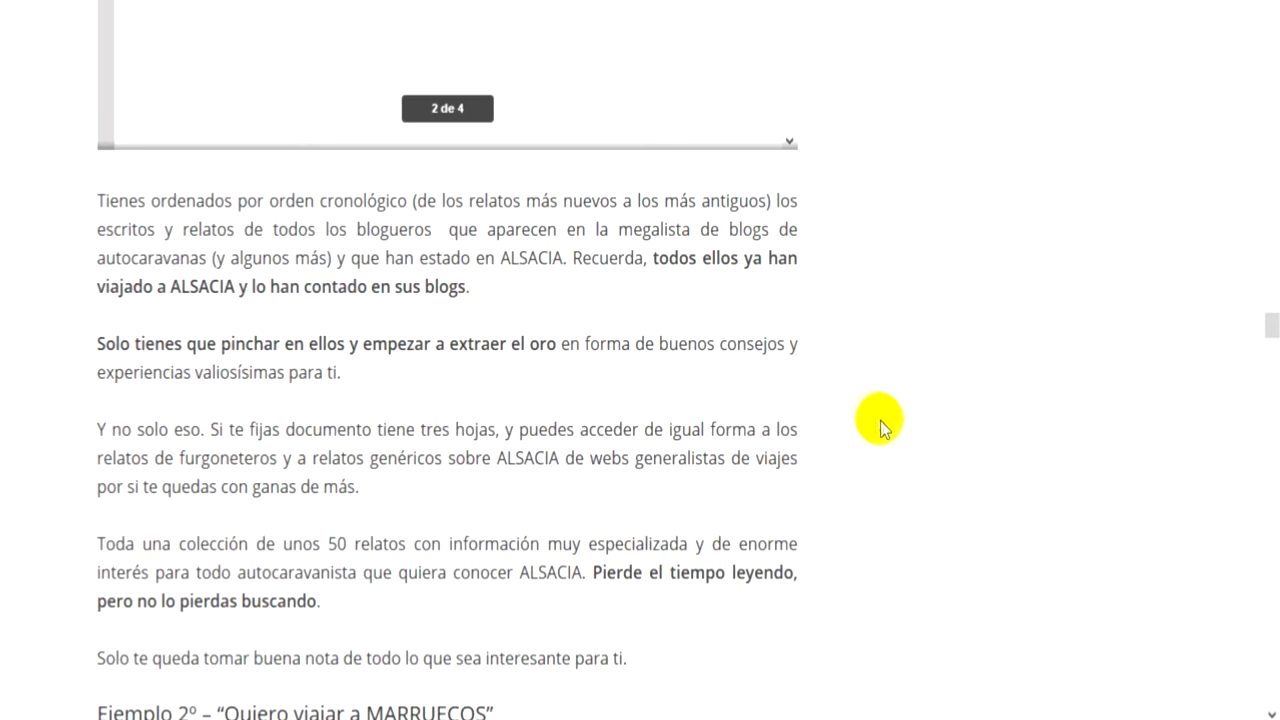 2 de 4
Tienes ordenados por orden cronológico (de los relatos más nuevos a los más antiguos) los
escritos y relatos de todos los blogueros que aparecen en la megalista de blogs de
autocaravanas (y algunos más) y que han estado en ALSACIA. Recuerda, todos ellos ya han
viajado a ALSACIA y lo han contado en sus blogs.
Solo tienes que pinchar en ellos y empezar a extraer el oro en forma de buenos consejos y
experiencias valiosísimas para ti.
Y no solo eso. Si te fijas documento tiene tres hojas, y puedes acceder de igual forma a los
relatos de furgoneteros y a relatos genéricos sobre ALSACIA de webs generalistas de viajes
por si te quedas con ganas de más.
Toda una colección de unos 50 relatos con información muy especializada y de enorme
interés para todo autocaravanista que quiera conocer ALSACIA. Pierde el tiempo leyendo,
pero no lo pierdas buscando.
Solo te queda tomar buena nota de todo lo que sea interesante para ti.
Ejemplo 2º – “Quiero viajar a MARRUECOS”